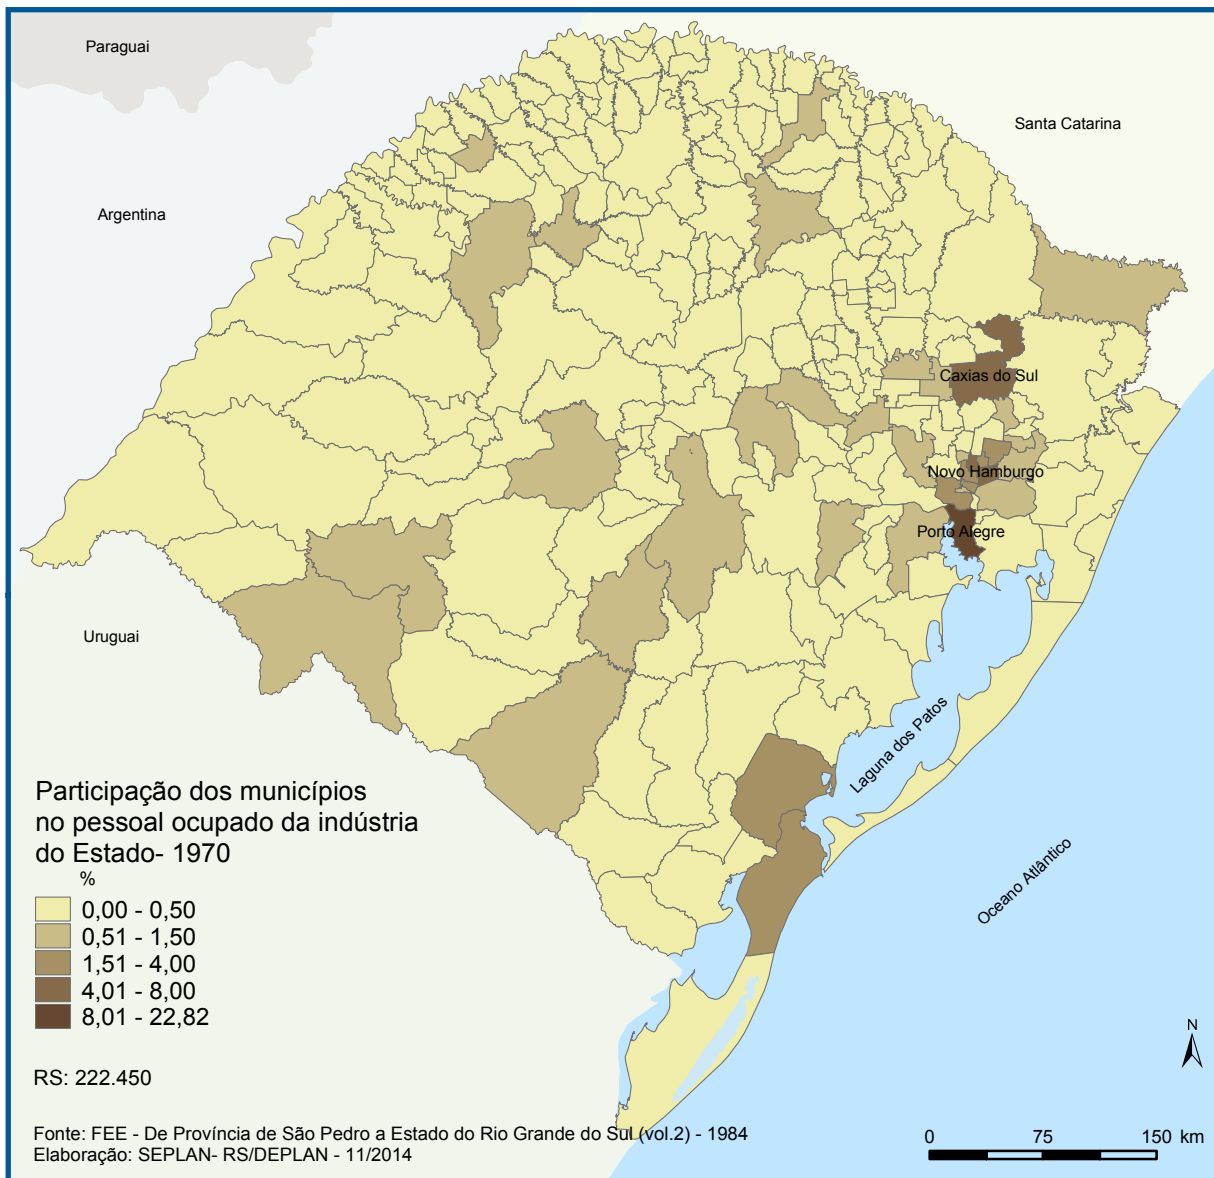 Paraguai
Santa Catarina
Argentina
Caxias do Sul
Novo Hamburgo
Porto Alegre
Uruguai
Laguna dos Patos
Oceano Atlântico
Participação dos municípios
no pessoal ocupado da indústria
do Estado- 1970
%
0,00 - 0,50
0,51 - 1,50
1,51 - 4,00
4,01 - 8,00
8,01 - 22,82
RS: 222.450
N
Fonte: FEE - De Província de São Pedro a Estado do Rio Grande do Sul (vol.2) - 1984
Elaboração: SEPLAN- RS/DEPLAN - 11/2014
0 75 150 km